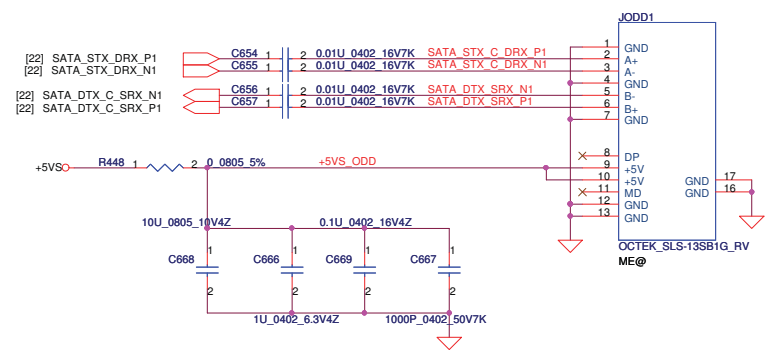 JODD1
[22] SATA_STX_DRX_P1 C654 1 2 0.01U_0402_16V7K SATA_STX_C_DRX_P1
[22] SATA_STX_DRX_N1 C655 1 2 0.01U_0402_16V7K SATA_STX_C_DRX_N1
[22] SATA_DTX_C_SRX_N1 C656 1 2 0.01U_0402_16V7K SATA_DTX_SRX_N1
[22] SATA_DTX_C_SRX_P1 C657 1 2 0.01U_0402_16V7K SATA_DTX_SRX_P1
1 GND
2 A+
3 A-
4 GND
5 B-
6 B+
7 GND
8 DP
9 +5V
10 +5V
11 MD
12 GND
13 GND
GND 17
GND 16
OCTEK_SLS-13SB1G_RV
ME@
+5VS R448 1 2 0_0805_5% +5VS_ODD
10U_0805_10V4Z 0.1U_0402_16V4Z
1 1 1 1
C668 C666 C669 C667
2 2 2 2
1U_0402_6.3V4Z 1000P_0402_50V7K